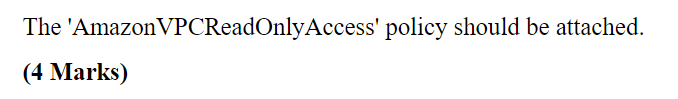 The 'AmazonVPCReadOnlyAccess' policy should be attached.
(4 Marks)